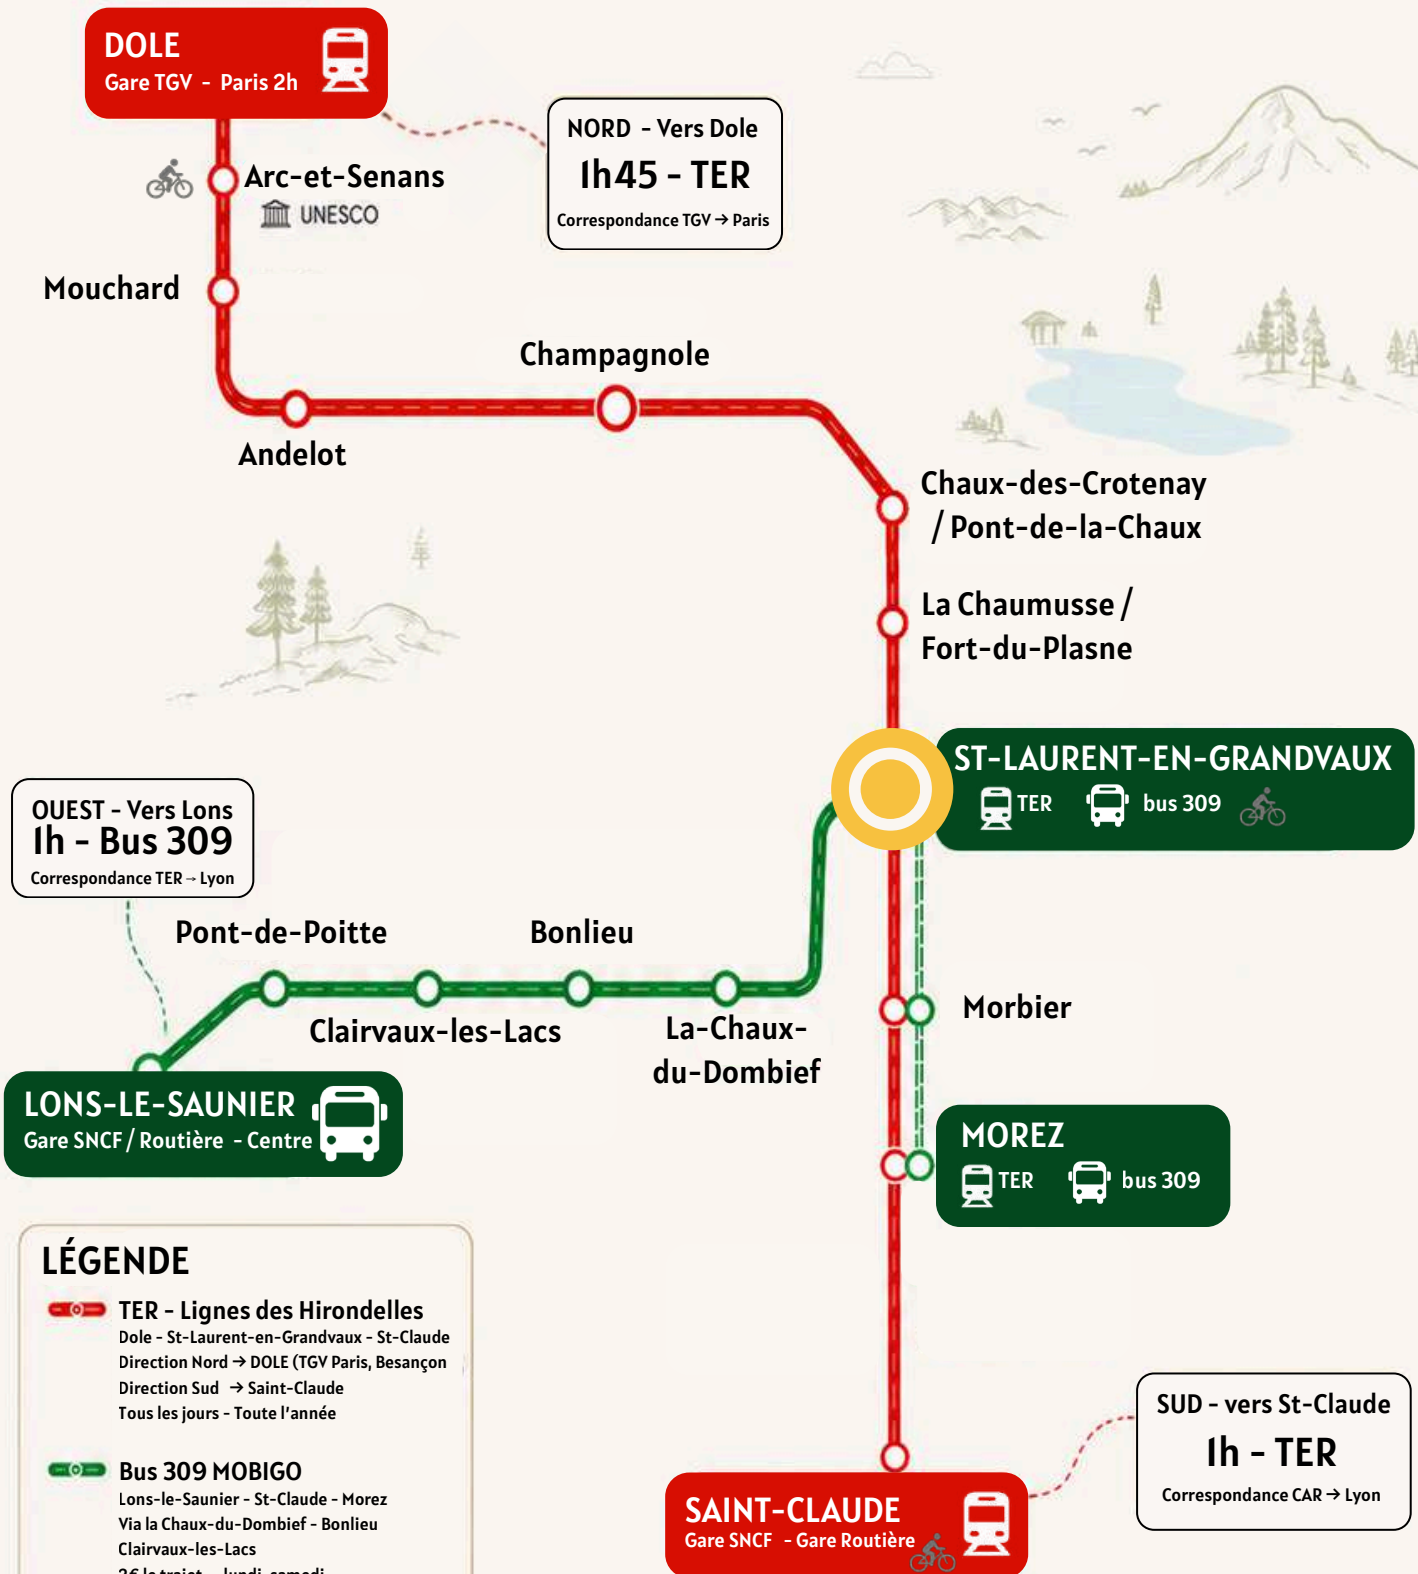 DOLE
Gare TGV - Paris 2h
NORD - Vers Dole
1h45 - TER
Correspondance TGV → Paris
Arc-et-Senans
UNESCO
Mouchard
Champagnole
Andelot
Chaux-des-Crotenay
/ Pont-de-la-Chaux
La Chaumusse /
Fort-du-Plasne
ST-LAURENT-EN-GRANDVAUX
TER bus 309
OUEST - Vers Lons
1h - Bus 309
Correspondance TER → Lyon
Pont-de-Poitte
Bonlieu
Clairvaux-les-Lacs
La-Chaux-
du-Dombief
Morbier
LONS-LE-SAUNIER
Gare SNCF / Routière - Centre
MOREZ
TER bus 309
LÉGENDE
TER - Lignes des Hirondelles
Dole - St-Laurent-en-Grandvaux - St-Claude
Direction Nord → DOLE (TGV Paris, Besançon
Direction Sud → Saint-Claude
Tous les jours - Toute l'année
Bus 309 MOBIGO
Lons-le-Saunier - St-Claude - Morez
Via la Chaux-du-Dombief - Bonlieu
Clairvaux-les-Lacs
SUD - vers St-Claude
1h - TER
Correspondance CAR → Lyon
SAINT-CLAUDE
Gare SNCF - Gare Routière